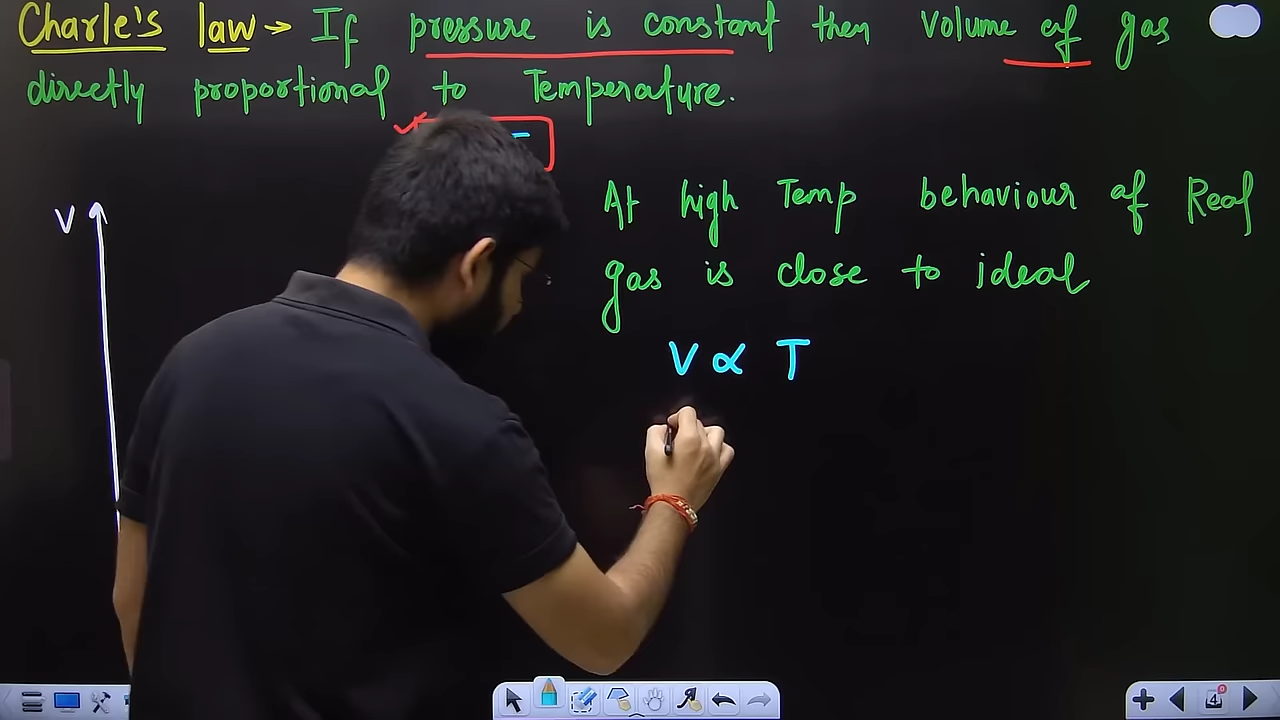 Charle's law → If pressure is constant then volume of gas
directly proportional to Temperature.
V
At high Temp behaviour of Real
gas is close to ideal
V ∝ T
4